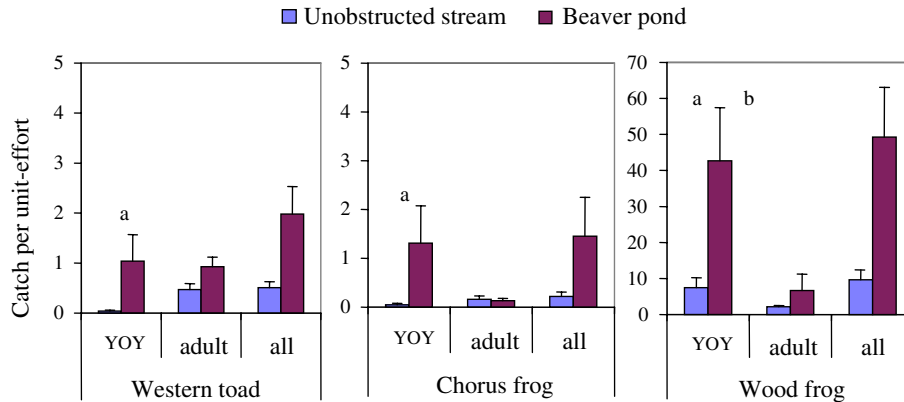 Unobstructed stream Beaver pond
Catch per unit-effort
5
4
3
2
1
0
a
YOY adult all
Western toad
5
4
3
2
1
0
a
YOY adult all
Chorus frog
70
60
50
40
30
20
10
0
a b
YOY adult all
Wood frog